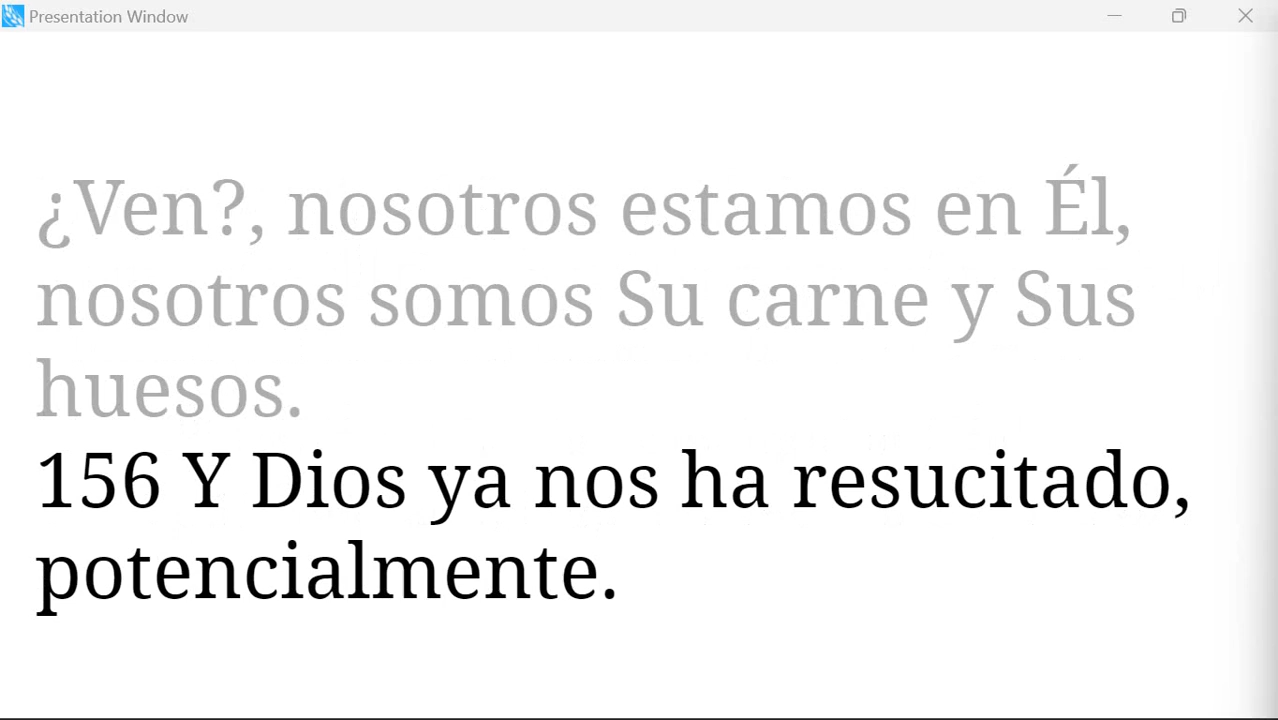 Presentation Window
¿Ven?, nosotros estamos en Él,
nosotros somos Su carne y Sus
huesos.
156 Y Dios ya nos ha resucitado,
potencialmente.